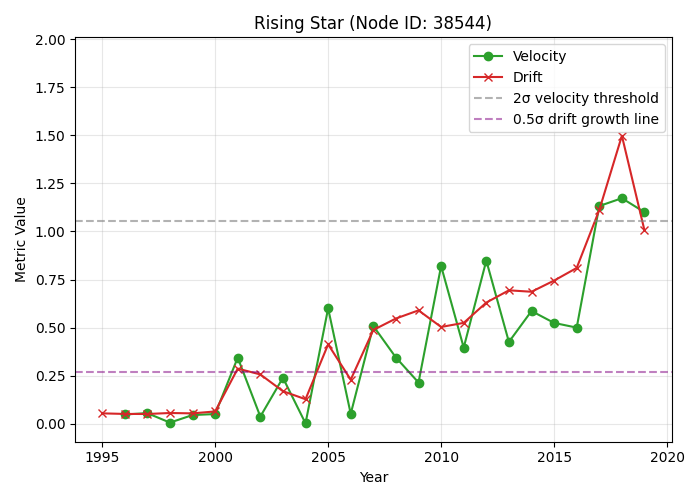 Rising Star (Node ID: 38544)
2.00
1.75
1.50
1.25
1.00
0.75
0.50
0.25
0.00
Metric Value
Velocity
Drift
2σ velocity threshold
0.5σ drift growth line
1995
2000
2005
2010
2015
2020
Year